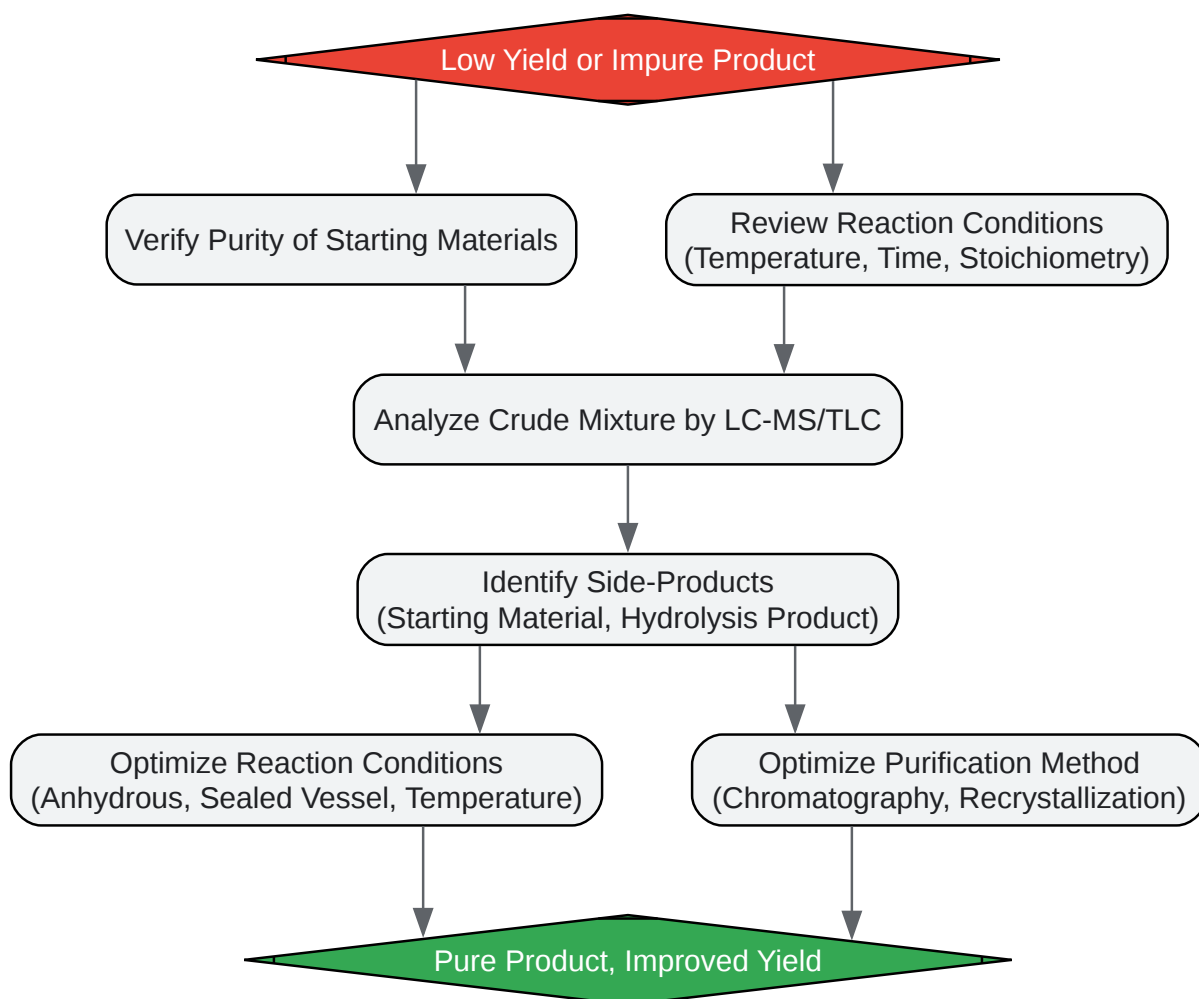 Low Yield or Impure Product
Verify Purity of Starting Materials
Review Reaction Conditions
(Temperature, Time, Stoichiometry)
Analyze Crude Mixture by LC-MS/TLC
Identify Side-Products
(Starting Material, Hydrolysis Product)
Optimize Reaction Conditions
(Anhydrous, Sealed Vessel, Temperature)
Optimize Purification Method
(Chromatography, Recrystallization)
Pure Product, Improved Yield